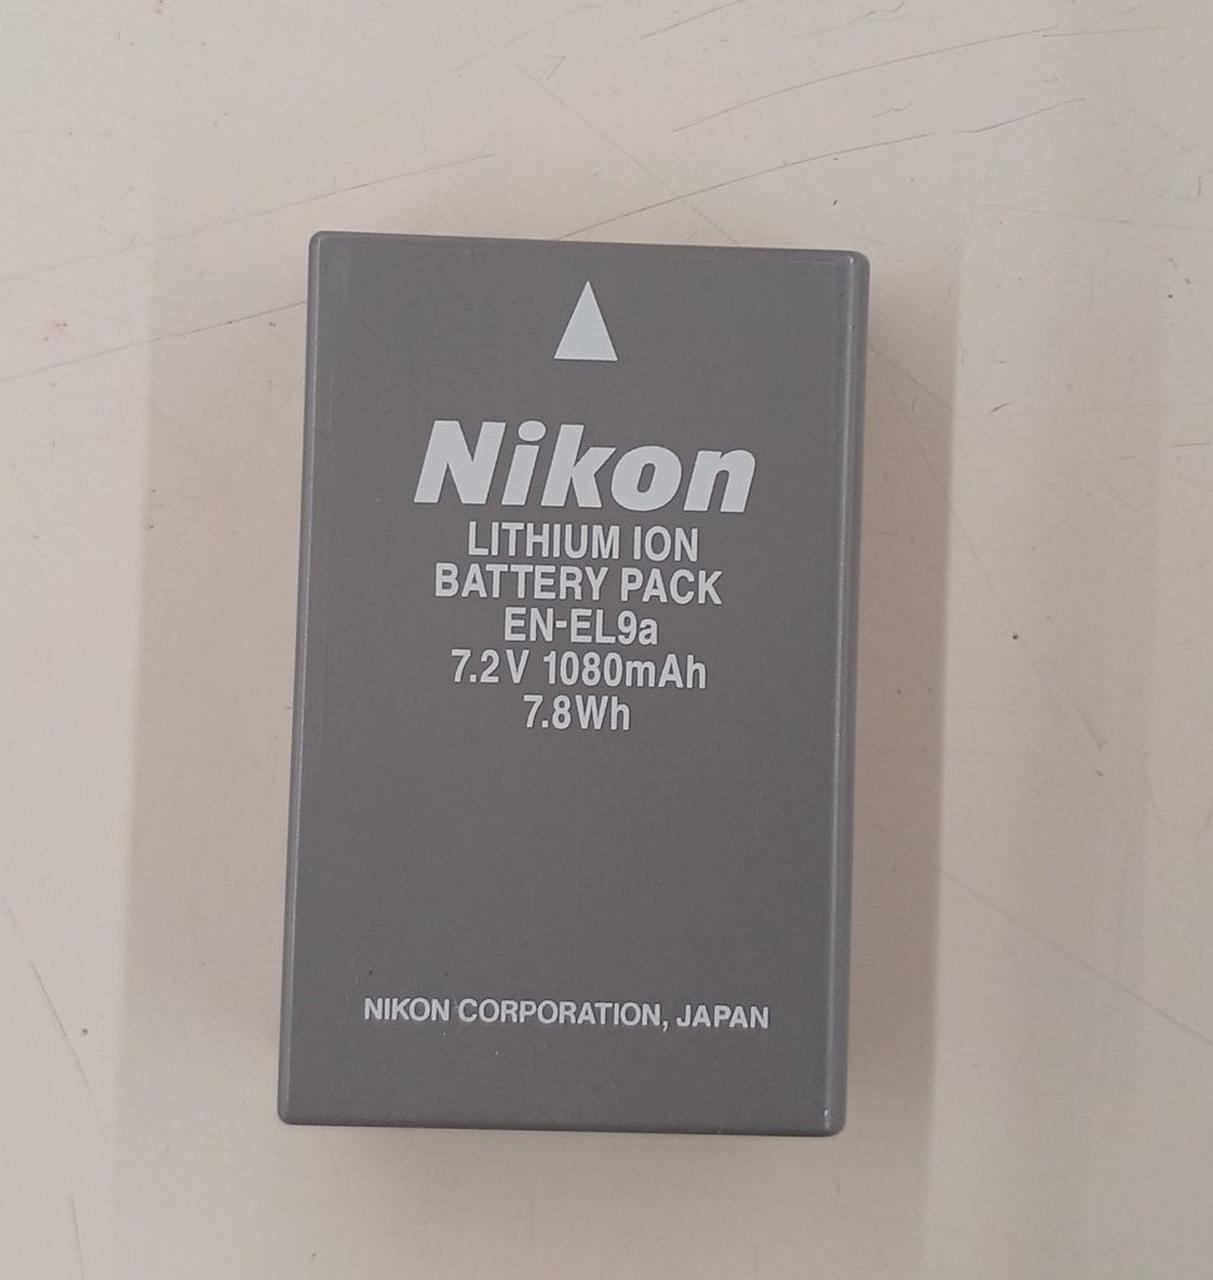 Nikon
LITHIUM ION
BATTERY PACK
EN-EL9a
7.2V 1080mAh
7.8Wh
NIKON CORPORATION, JAPAN